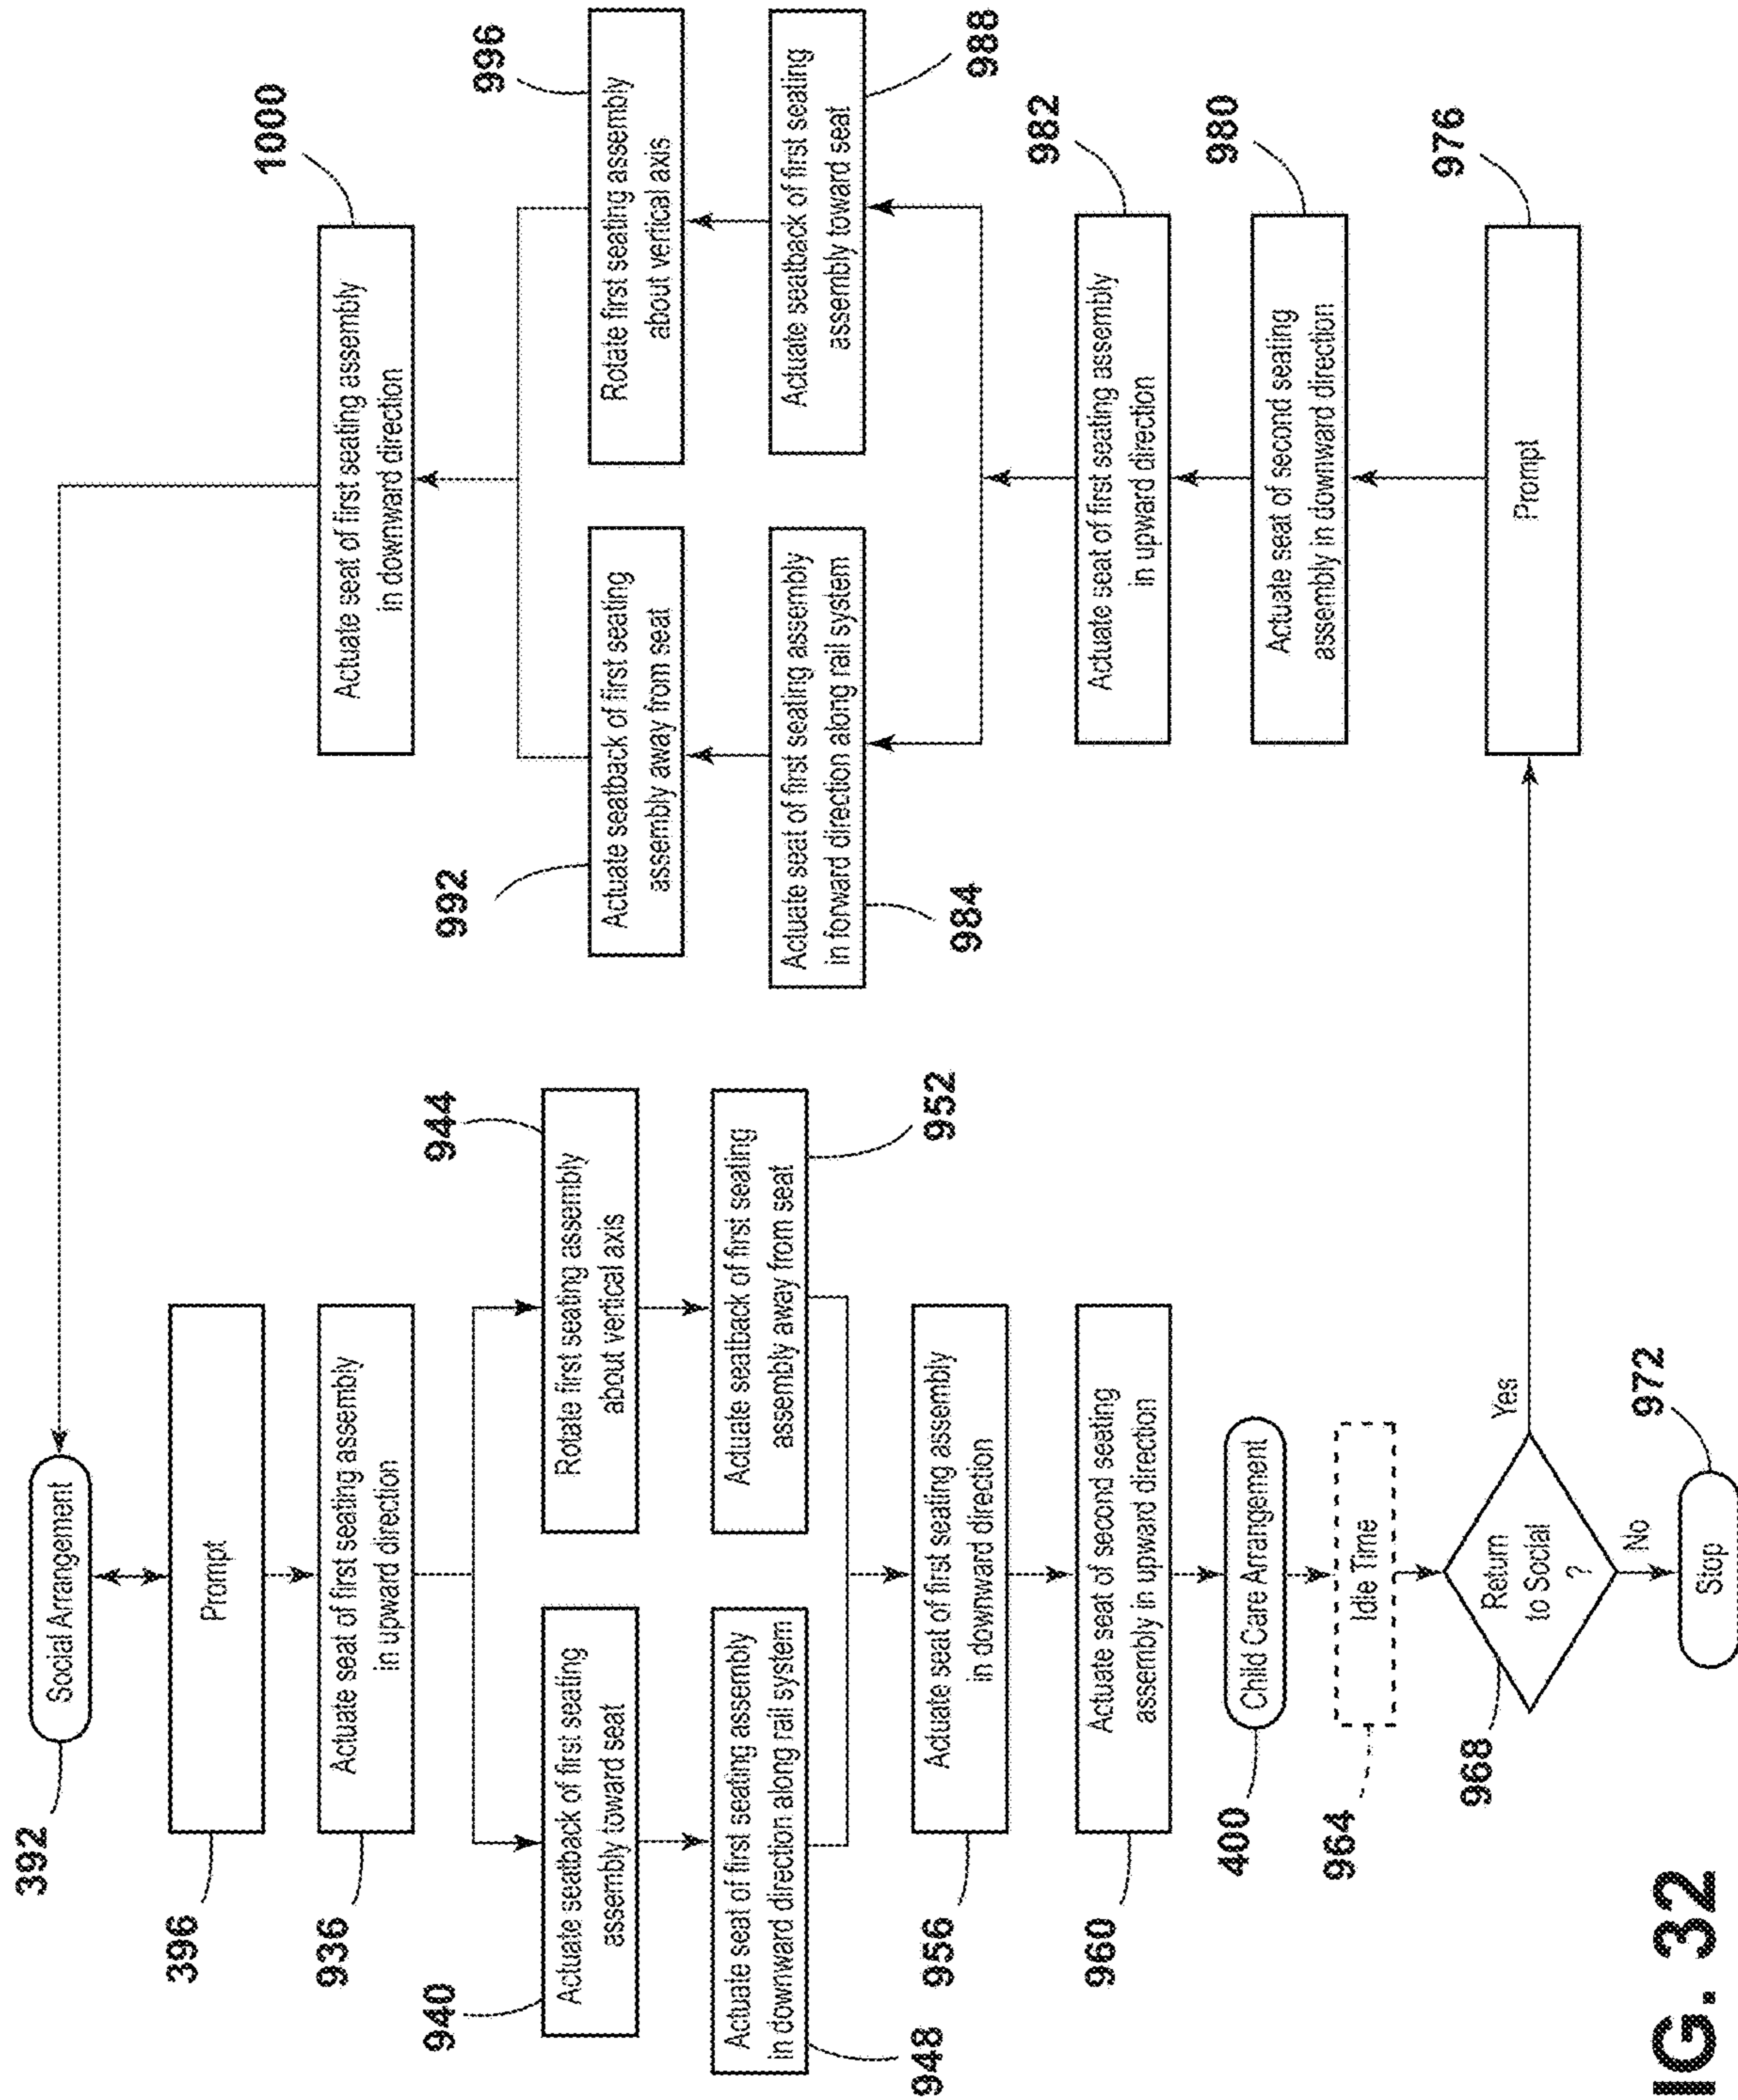 392
Social Arrangement
396
Prompt
936
Actuate seat of first seating assembly
in upward direction
940
Actuate seatback of first seating
assembly toward seat
944
Rotate first seating assembly
about vertical axis
948
Actuate seat of first seating assembly
in downward direction along rail system
952
Actuate seatback of first seating
assembly away from seat
956
Actuate seat of first seating assembly
in downward direction
960
Actuate seat of second seating
assembly in upward direction
400
Child Care Arrangement
964
Idle Time
968
Return
to Social
?
Yes
No
972
Stop
976
Prompt
980
Actuate seat of second seating
assembly in downward direction
982
Actuate seat of first seating assembly
in upward direction
984
Actuate seat of first seating assembly
in forward direction along rail system
988
Actuate seatback of first seating
assembly toward seat
992
Actuate seatback of first seating
assembly away from seat
996
Rotate first seating assembly
about vertical axis
1000
Actuate seat of first seating assembly
in downward direction
IG. 32